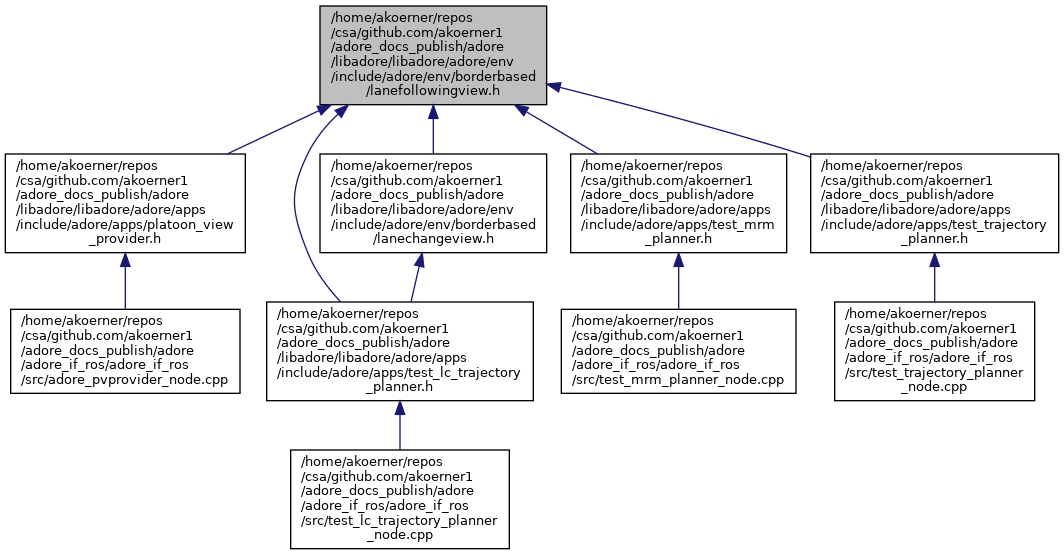 /home/akoerner/repos
/csa/github.com/akoerner1
/adore_docs_publish/adore
/libadore/libadore/adore/env
/include/adore/env/borderbased
/lanefollowingview.h
/home/akoerner/repos
/csa/github.com/akoerner1
/adore_docs_publish/adore
/libadore/libadore/adore/apps
/include/adore/apps/platoon_view
_provider.h
/home/akoerner/repos
/csa/github.com/akoerner1
/adore_docs_publish/adore
/libadore/libadore/adore/env
/include/adore/env/borderbased
/lanechangeview.h
/home/akoerner/repos
/csa/github.com/akoerner1
/adore_docs_publish/adore
/libadore/libadore/adore/apps
/include/adore/apps/test_mrm
_planner.h
/home/akoerner/repos
/csa/github.com/akoerner1
/adore_docs_publish/adore
/libadore/libadore/adore/apps
/include/adore/apps/test_trajectory
_planner.h
/home/akoerner/repos
/csa/github.com/akoerner1
/adore_docs_publish/adore
/adore_if_ros/adore_if_ros
/src/adore_pvprovider_node.cpp
/home/akoerner/repos
/csa/github.com/akoerner1
/adore_docs_publish/adore
/libadore/libadore/adore/apps
/include/adore/apps/test_lc_trajectory
_planner.h
/home/akoerner/repos
/csa/github.com/akoerner1
/adore_docs_publish/adore
/adore_if_ros/adore_if_ros
/src/test_mrm_planner_node.cpp
/home/akoerner/repos
/csa/github.com/akoerner1
/adore_docs_publish/adore
/adore_if_ros/adore_if_ros
/src/test_trajectory_planner
_node.cpp
/home/akoerner/repos
/csa/github.com/akoerner1
/adore_docs_publish/adore
/adore_if_ros/adore_if_ros
/src/test_lc_trajectory_planner
_node.cpp